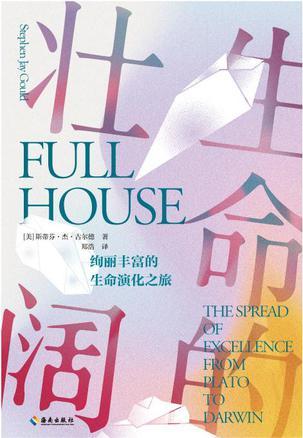 Stephen Jay Gould
生命的
壮阔
FULL
HOUSE
[美]斯蒂芬·杰·古尔德 著
郑浩 译
绚丽丰富的
生命演化之旅
THE SPREAD
OF
EXCELLENCE
FROM
PLATO
TO
DARWIN
海南出版社